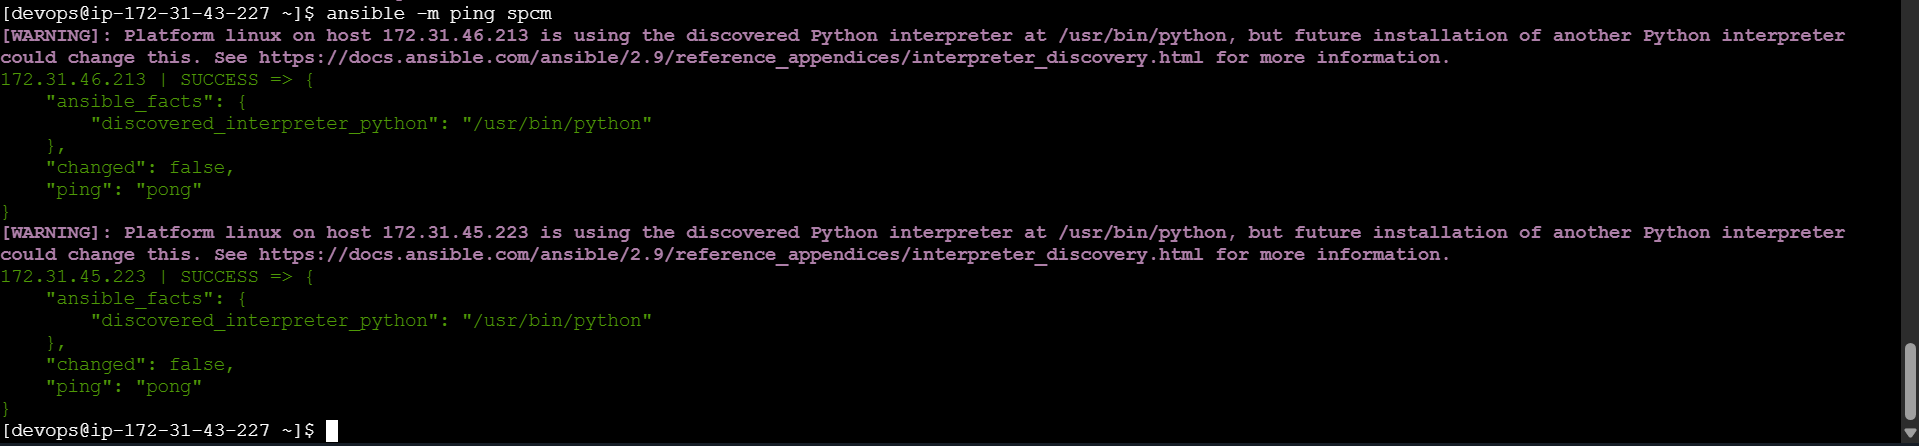 [devops@ip-172-31-43-227 ~]$ ansible -m ping spcm
[WARNING]: Platform linux on host 172.31.46.213 is using the discovered Python interpreter at /usr/bin/python, but future installation of another Python interpreter
could change this. See https://docs.ansible.com/ansible/2.9/reference_appendices/interpreter_discovery.html for more information.
172.31.46.213 | SUCCESS => {
    "ansible_facts": {
        "discovered_interpreter_python": "/usr/bin/python"
    },
    "changed": false,
    "ping": "pong"
}
[WARNING]: Platform linux on host 172.31.45.223 is using the discovered Python interpreter at /usr/bin/python, but future installation of another Python interpreter
could change this. See https://docs.ansible.com/ansible/2.9/reference_appendices/interpreter_discovery.html for more information.
172.31.45.223 | SUCCESS => {
    "ansible_facts": {
        "discovered_interpreter_python": "/usr/bin/python"
    },
    "changed": false,
    "ping": "pong"
}
[devops@ip-172-31-43-227 ~]$